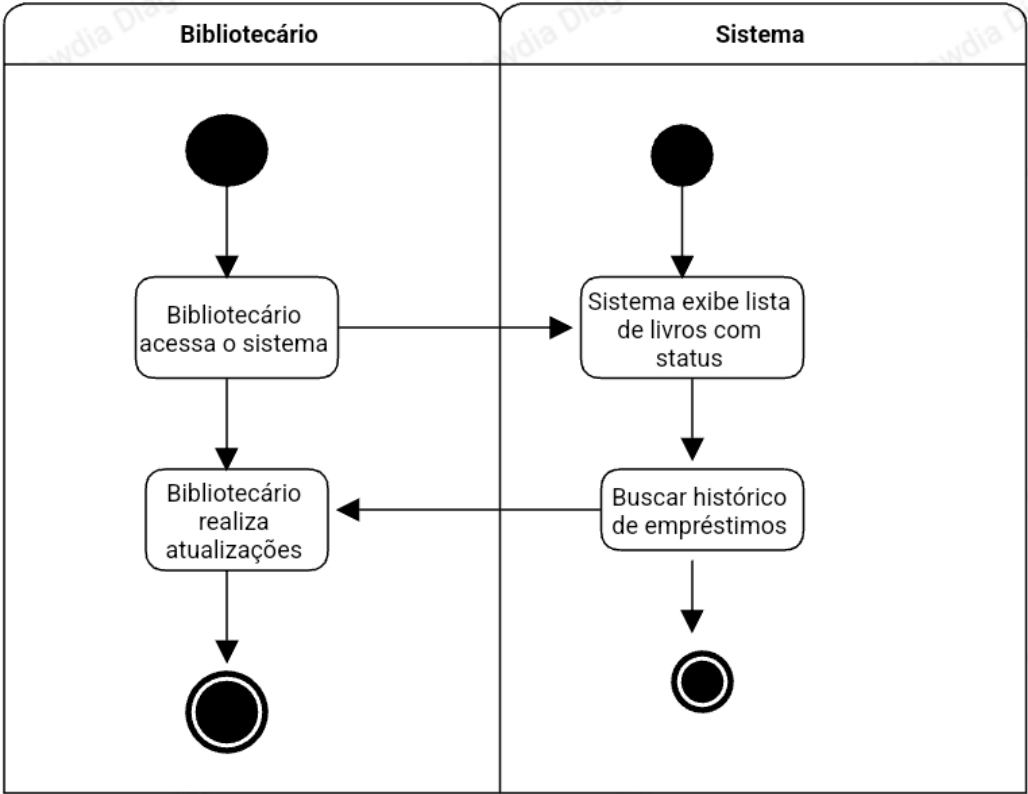 Bibliotecário
Sistema
Bibliotecário
acessa o sistema
Sistema exibe lista
de livros com
status
Bibliotecário
realiza
atualizações
Buscar histórico
de empréstimos